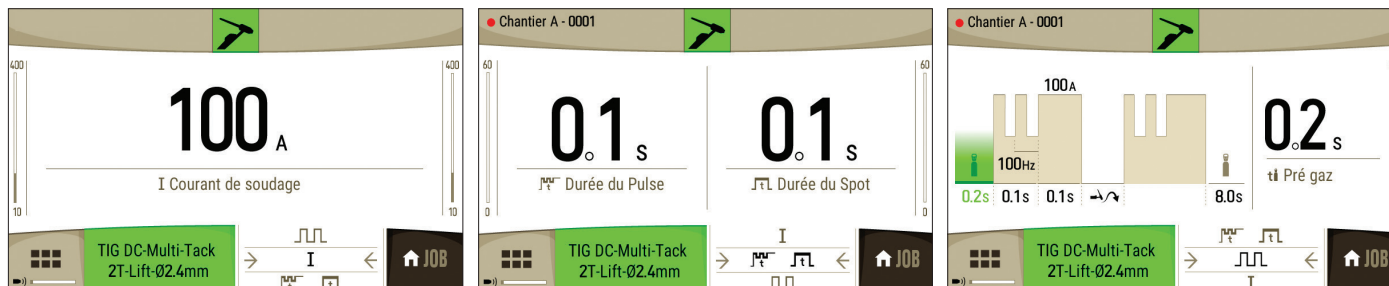 400
400
100 A
I Courant de soudage
10
10
TIG DC-Multi-Tack
2T-Lift-Ø2.4mm
I
t
t
JOB
Chantier A - 0001
60
60
0.1 s
0.1 s
t Durée du Pulse
t Durée du Spot
0
0
TIG DC-Multi-Tack
2T-Lift-Ø2.4mm
I
t
t
JOB
Chantier A - 0001
100A
100Hz
0.2s
0.1s
0.1s
8.0s
0.2 s
t Pré gaz
TIG DC-Multi-Tack
2T-Lift-Ø2.4mm
t
t
I
JOB